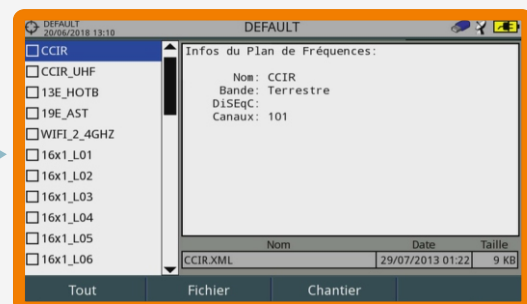 DEFAULT
20/06/2018 13:10
DEFAULT
CCIR
CCIR_UHF
13E_HOTB
19E_AST
WIFI_2_4GHZ
16x1_L01
16x1_L02
16x1_L03
16x1_L04
16x1_L05
16x1_L06
Infos du Plan de Fréquences:
Nom: CCIR
Bande: Terrestre
DiSEqC:
Canaux: 101
Nom Date Taille
CCIR.XML 29/07/2013 01:22 9 KB
Tout Fichier Chantier